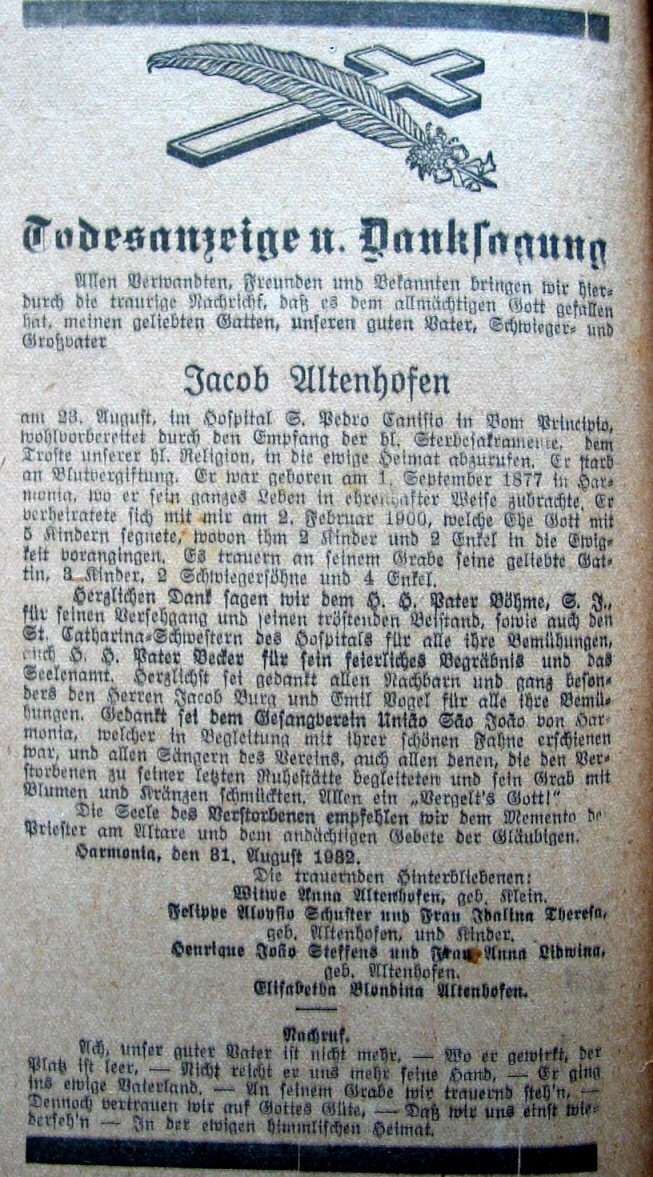 Todesanzeige u. Danksagung
Allen Verwandten, Freunden und Bekannten bringen wir hier-
durch die traurige Nachricht, daß es dem allmächtigen Gott gefallen
hat, meinen geliebten Gatten, unseren guten Vater, Schwieger- und
Großvater
Jacob Altenhofen
am 23. August, im Hospital S. Pedro Canisio in Bom Principio,
wohlvorbereitet durch den Empfang der hl. Sterbesakramente, dem
Troste unserer hl. Religion, in die ewige Heimat abzurufen. Er starb
an Blutvergiftung. Er war geboren am 1. September 1877 in Har-
monia, wo er sein ganzes Leben in ehrenhafter Weise zubrachte. Er
verheiratete sich mit mir am 2. Februar 1900, welche Ehe Gott mit
5 Kindern segnete, wovon ihm 2 Kinder und 2 Enkel in die Ewig-
keit vorangingen. Es trauern an seinem Grabe seine geliebte Gat-
tin, 3 Kinder, 2 Schwiegersöhne und 4 Enkel.
Herzlichen Dank sagen wir dem H. H. Pater Böhme, S. J.,
für seinen Versehgang und seinen tröstenden Beistand, sowie auch den
St. Catharina-Schwestern des Hospitals für alle ihre Bemühungen,
auch H. H. Pater Becker für sein feierliches Begräbnis und das
Seelenamt. Herzlichst sei gedankt allen Nachbarn und ganz beson-
ders den Herren Jacob Burg und Emil Vogel für alle ihre Bemü-
hungen. Gedankt sei dem Gesangverein União São João von Har-
monia, welcher in Begleitung mit ihrer schönen Fahne erschienen
war, und allen Sängern des Vereins, auch allen denen, die den Ver-
storbenen zu seiner letzten Ruhestätte begleiteten und sein Grab mit
Blumen und Kränzen schmückten. Allen ein „Vergelt's Gott!"
Die Seele des Verstorbenen empfehlen wir dem Memento der
Priester am Altare und dem andächtigen Gebete der Gläubigen.
Harmonia, den 31. August 1932.
Die trauernden Hinterbliebenen:
Witwe Anna Altenhofen, geb. Klein.
Felippe Aloysio Schuster und Frau Idalina Theresa,
geb. Altenhofen, und Kinder.
Henrique João Steffens und Frau Anna Lidwina,
geb. Altenhofen.
Elisabetha Blondina Altenhofen.
Nachruf.
Ach, unser guter Vater ist nicht mehr, — Wo er gewirkt, der
Platz ist leer, — Nicht reicht er uns mehr seine Hand, — Er ging
ins ewige Vaterland. — An seinem Grabe wir trauernd steh'n, —
Dennoch vertrauen wir auf Gottes Güte, — Daß wir uns einst wie-
derseh'n — In der ewigen himmlischen Heimat.